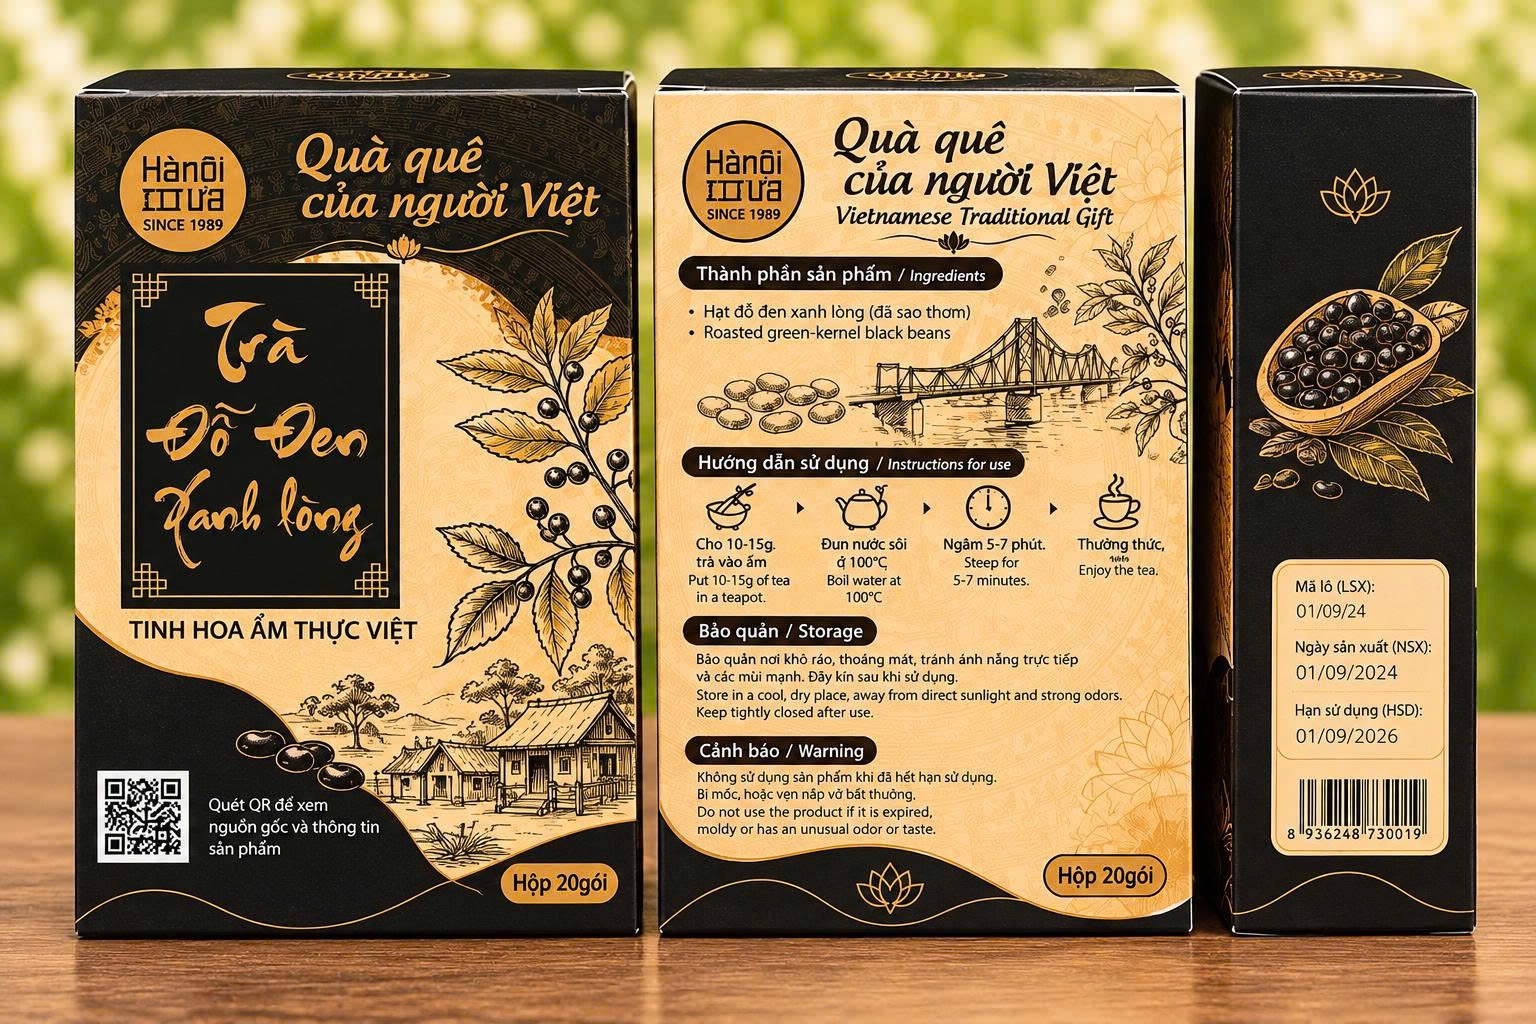 Hànôi
ưa
SINCE 1989
Quà quê
của người Việt
Trà
Đỗ Đen
Xanh lòng
TINH HOA ẨM THỰC VIỆT
Quét QR để xem
nguồn gốc và thông tin
sản phẩm
Hộp 20gói
Hànôi
ưa
SINCE 1989
Quà quê
của người Việt
Vietnamese Traditional Gift
Thành phần sản phẩm / Ingredients
• Hạt đỗ đen xanh lòng (đã sao thơm)
• Roasted green-kernel black beans
Hướng dẫn sử dụng / Instructions for use
Cho 10-15g.
trà vào ấm
Put 10-15g of tea
in a teapot.
Đun nước sôi
ở 100°C
Boil water at
100°C
Ngâm 5-7 phút.
Steep for
5-7 minutes.
Thưởng thức,
Enjoy the tea.
Bảo quản / Storage
Bảo quản nơi khô ráo, thoáng mát, tránh ánh nắng trực tiếp
và các mùi mạnh. Đậy kín sau khi sử dụng.
Store in a cool, dry place, away from direct sunlight and strong odors.
Keep tightly closed after use.
Cảnh báo / Warning
Không sử dụng sản phẩm khi đã hết hạn sử dụng.
Bị mốc, hoặc vẹn nắp vỡ bất thường.
Do not use the product if it is expired,
moldy or has an unusual odor or taste.
Hộp 20gói
Mã lô (LSX):
01/09/24
Ngày sản xuất (NSX):
01/09/2024
Hạn sử dụng (HSD):
01/09/2026
8 936248 730019